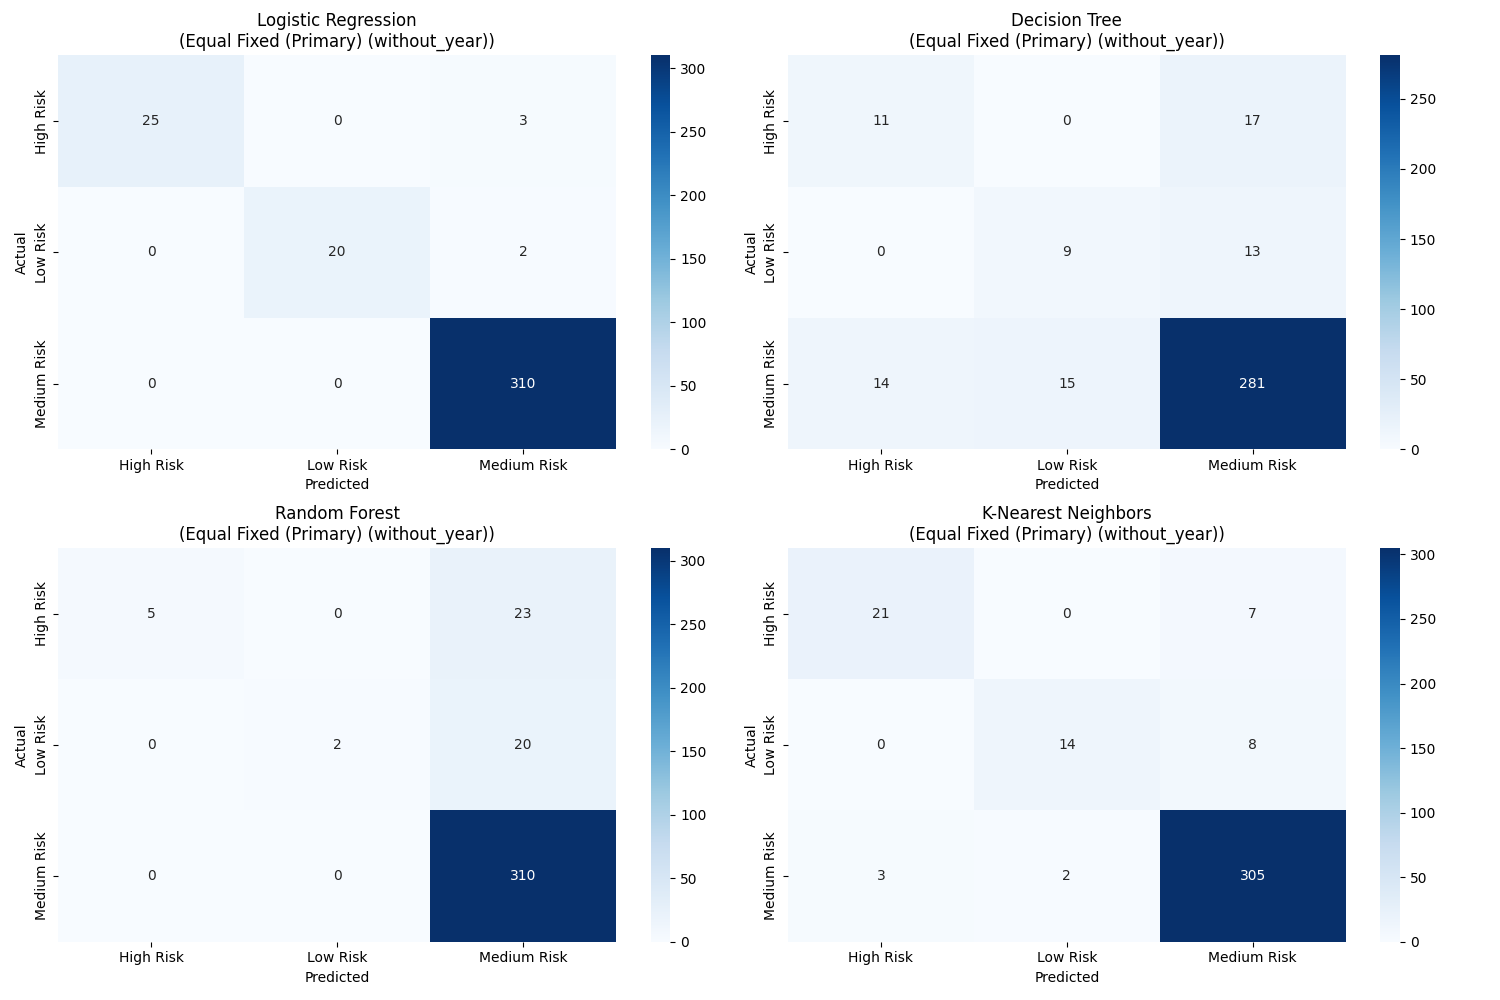 Logistic Regression
(Equal Fixed (Primary) (without_year))
High Risk
25
0
3
Actual
Low Risk
0
20
2
Medium Risk
0
0
310
High Risk
Low Risk
Medium Risk
Predicted
300
250
200
150
100
50
0
Decision Tree
(Equal Fixed (Primary) (without_year))
High Risk
11
0
17
Actual
Low Risk
0
9
13
Medium Risk
14
15
281
High Risk
Low Risk
Medium Risk
Predicted
250
200
150
100
50
0
Random Forest
(Equal Fixed (Primary) (without_year))
High Risk
5
0
23
Actual
Low Risk
0
2
20
Medium Risk
0
0
310
High Risk
Low Risk
Medium Risk
Predicted
300
250
200
150
100
50
0
K-Nearest Neighbors
(Equal Fixed (Primary) (without_year))
High Risk
21
0
7
Actual
Low Risk
0
14
8
Medium Risk
3
2
305
High Risk
Low Risk
Medium Risk
Predicted
300
250
200
150
100
50
0